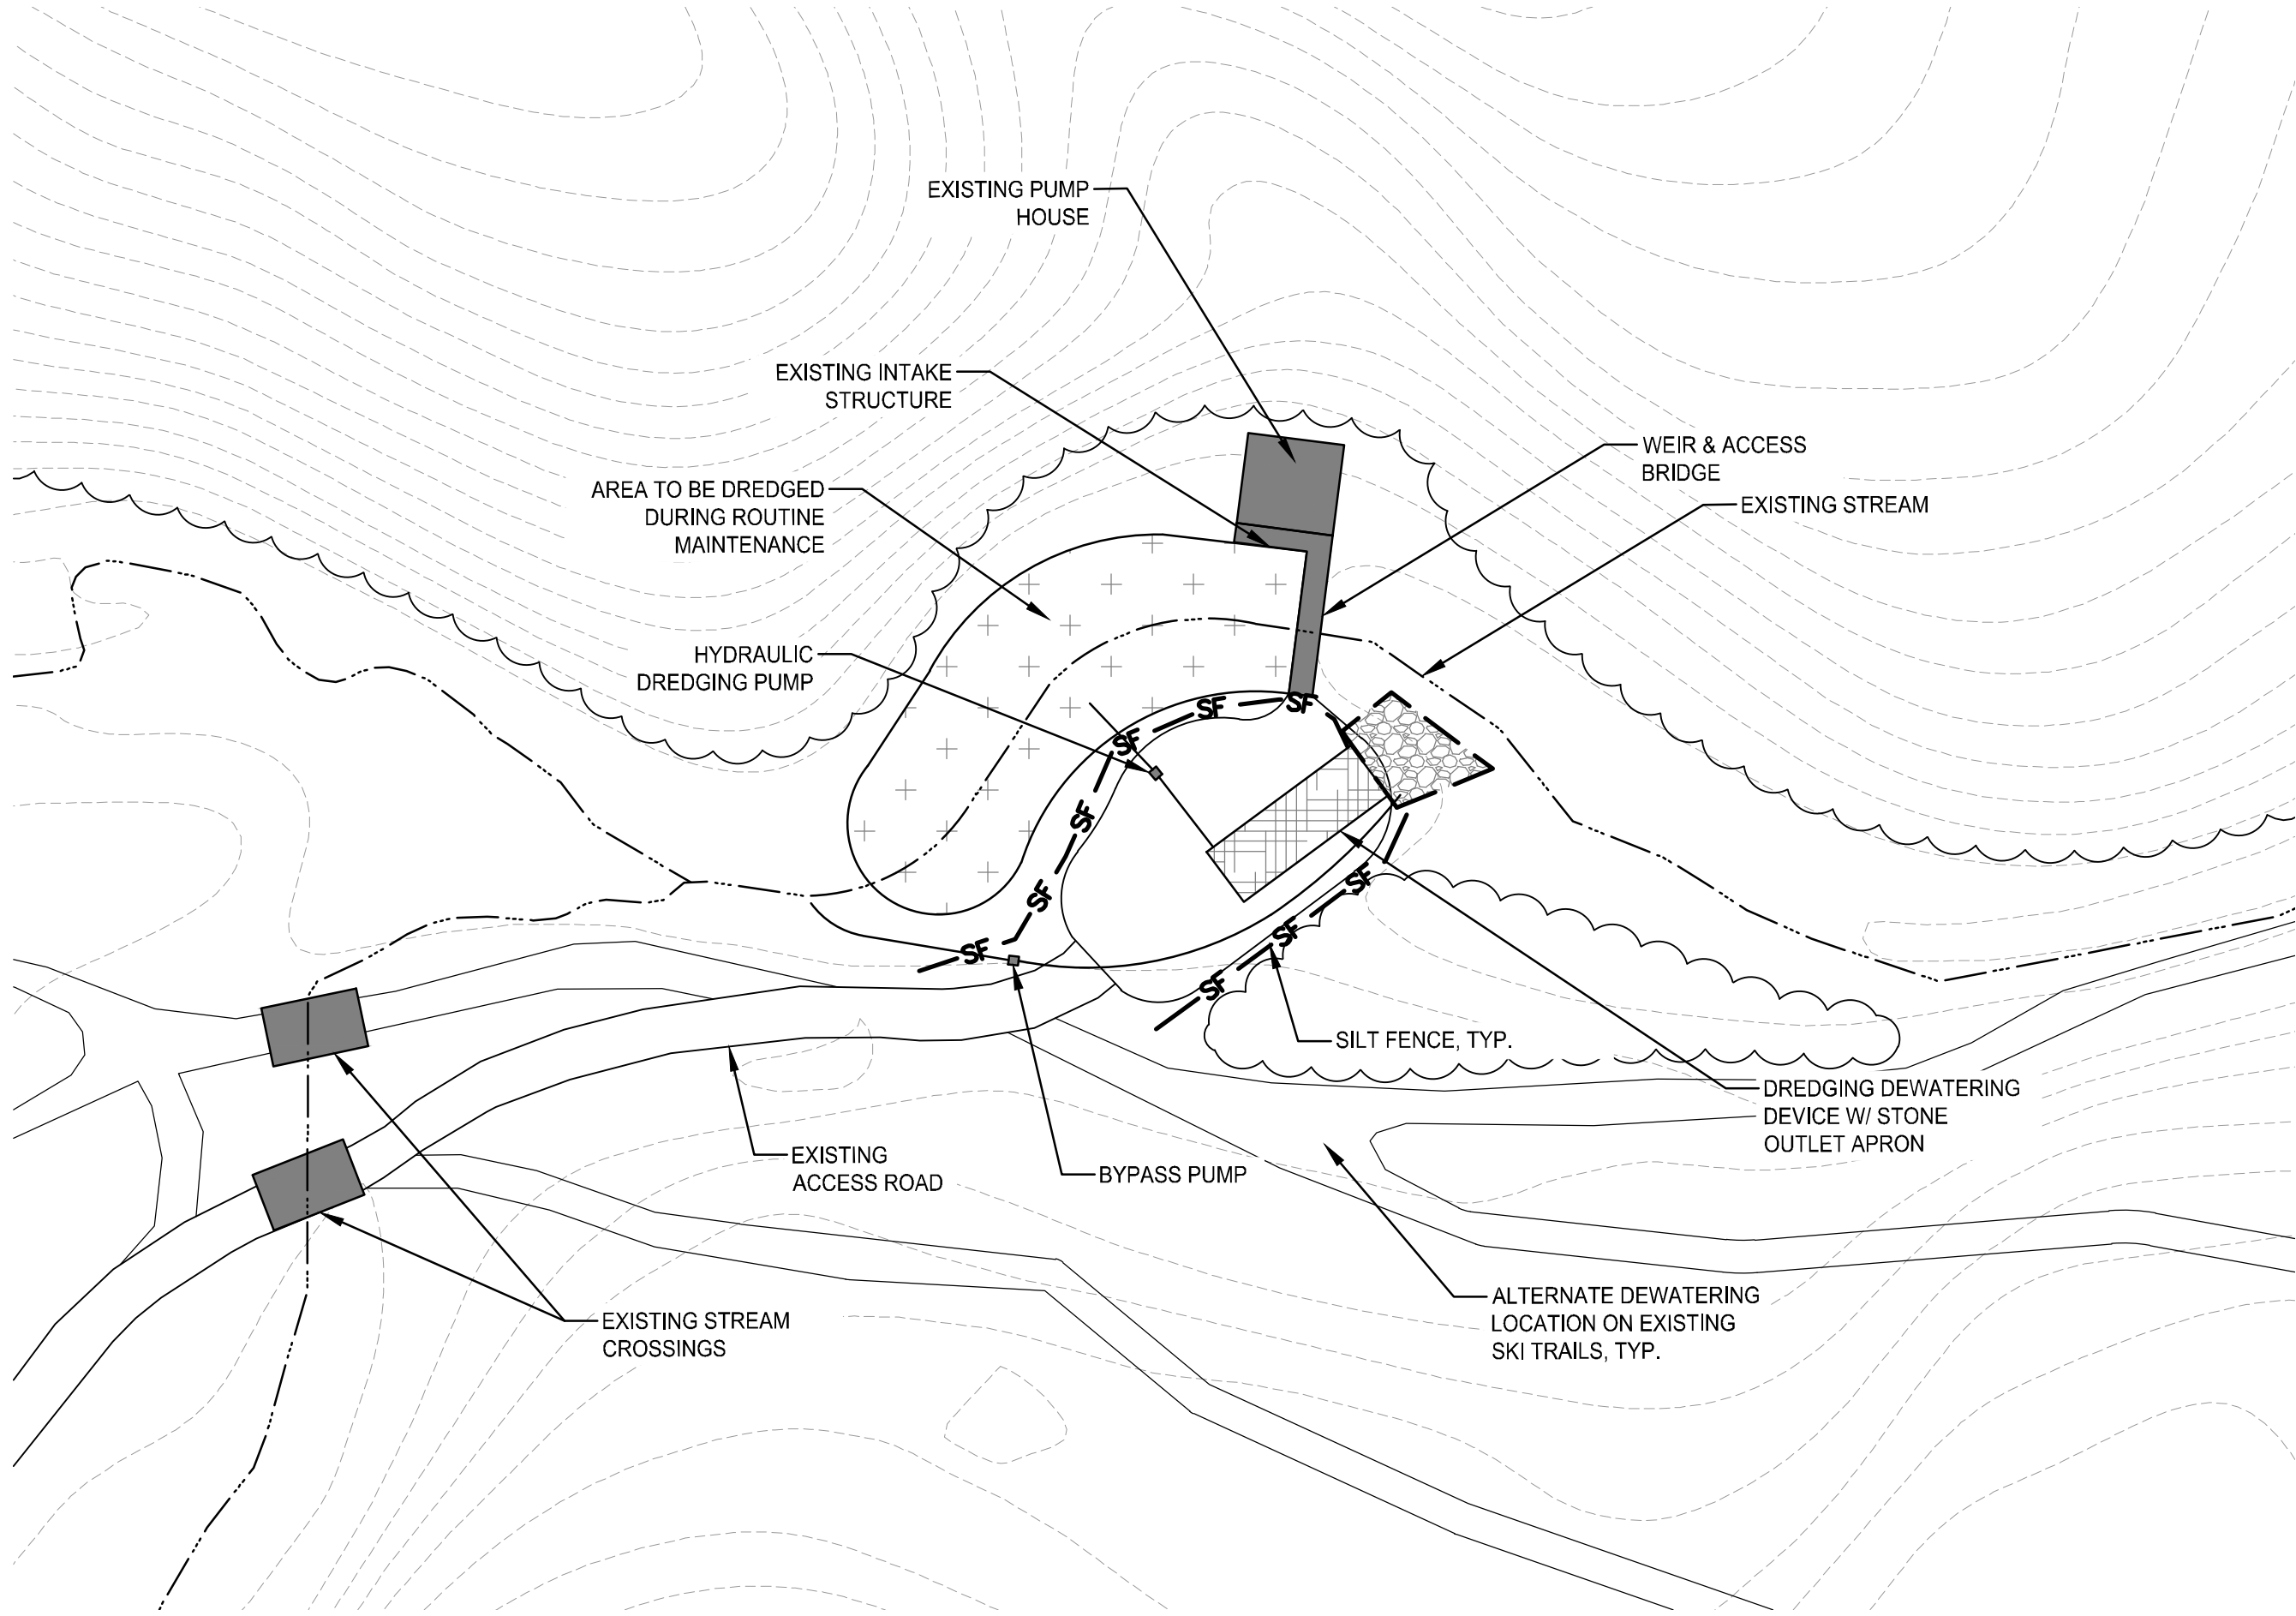 EXISTING PUMP
HOUSE
EXISTING INTAKE
STRUCTURE
WEIR & ACCESS
BRIDGE
AREA TO BE DREDGED
DURING ROUTINE
MAINTENANCE
EXISTING STREAM
HYDRAULIC
DREDGING PUMP
SF
SF
SF
SF
SF
SF
SF
SF
SF
SILT FENCE, TYP.
DREDGING DEWATERING
DEVICE W/ STONE
OUTLET APRON
EXISTING
ACCESS ROAD
BYPASS PUMP
ALTERNATE DEWATERING
LOCATION ON EXISTING
SKI TRAILS, TYP.
EXISTING STREAM
CROSSINGS